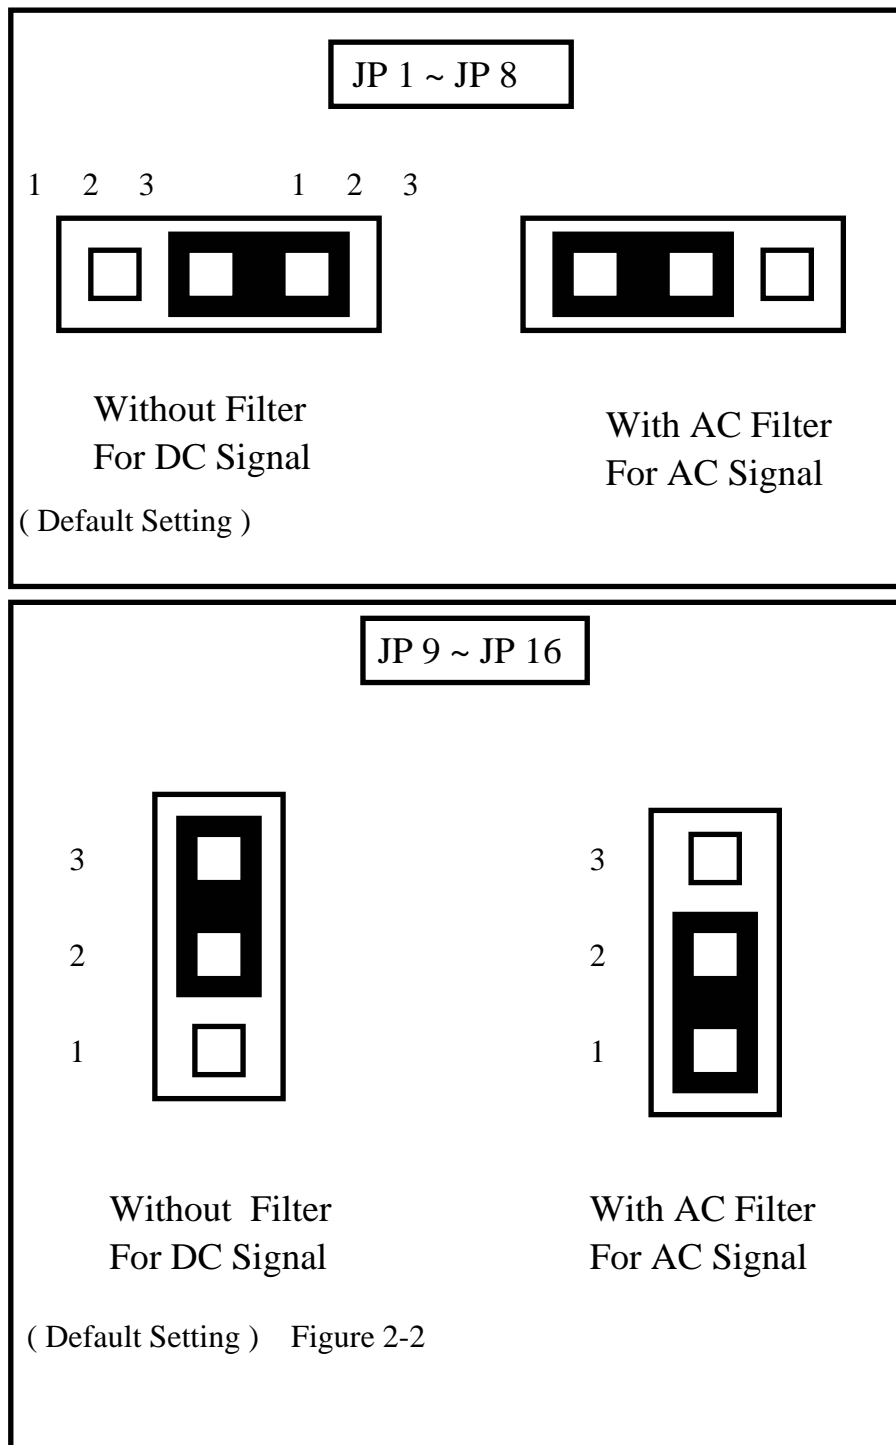 JP 1 ~ JP 8
1 2 3 1 2 3
Without Filter
For DC Signal
( Default Setting )
With AC Filter
For AC Signal
JP 9 ~ JP 16
3
2
1
Without Filter
For DC Signal
( Default Setting ) Figure 2-2
3
2
1
With AC Filter
For AC Signal